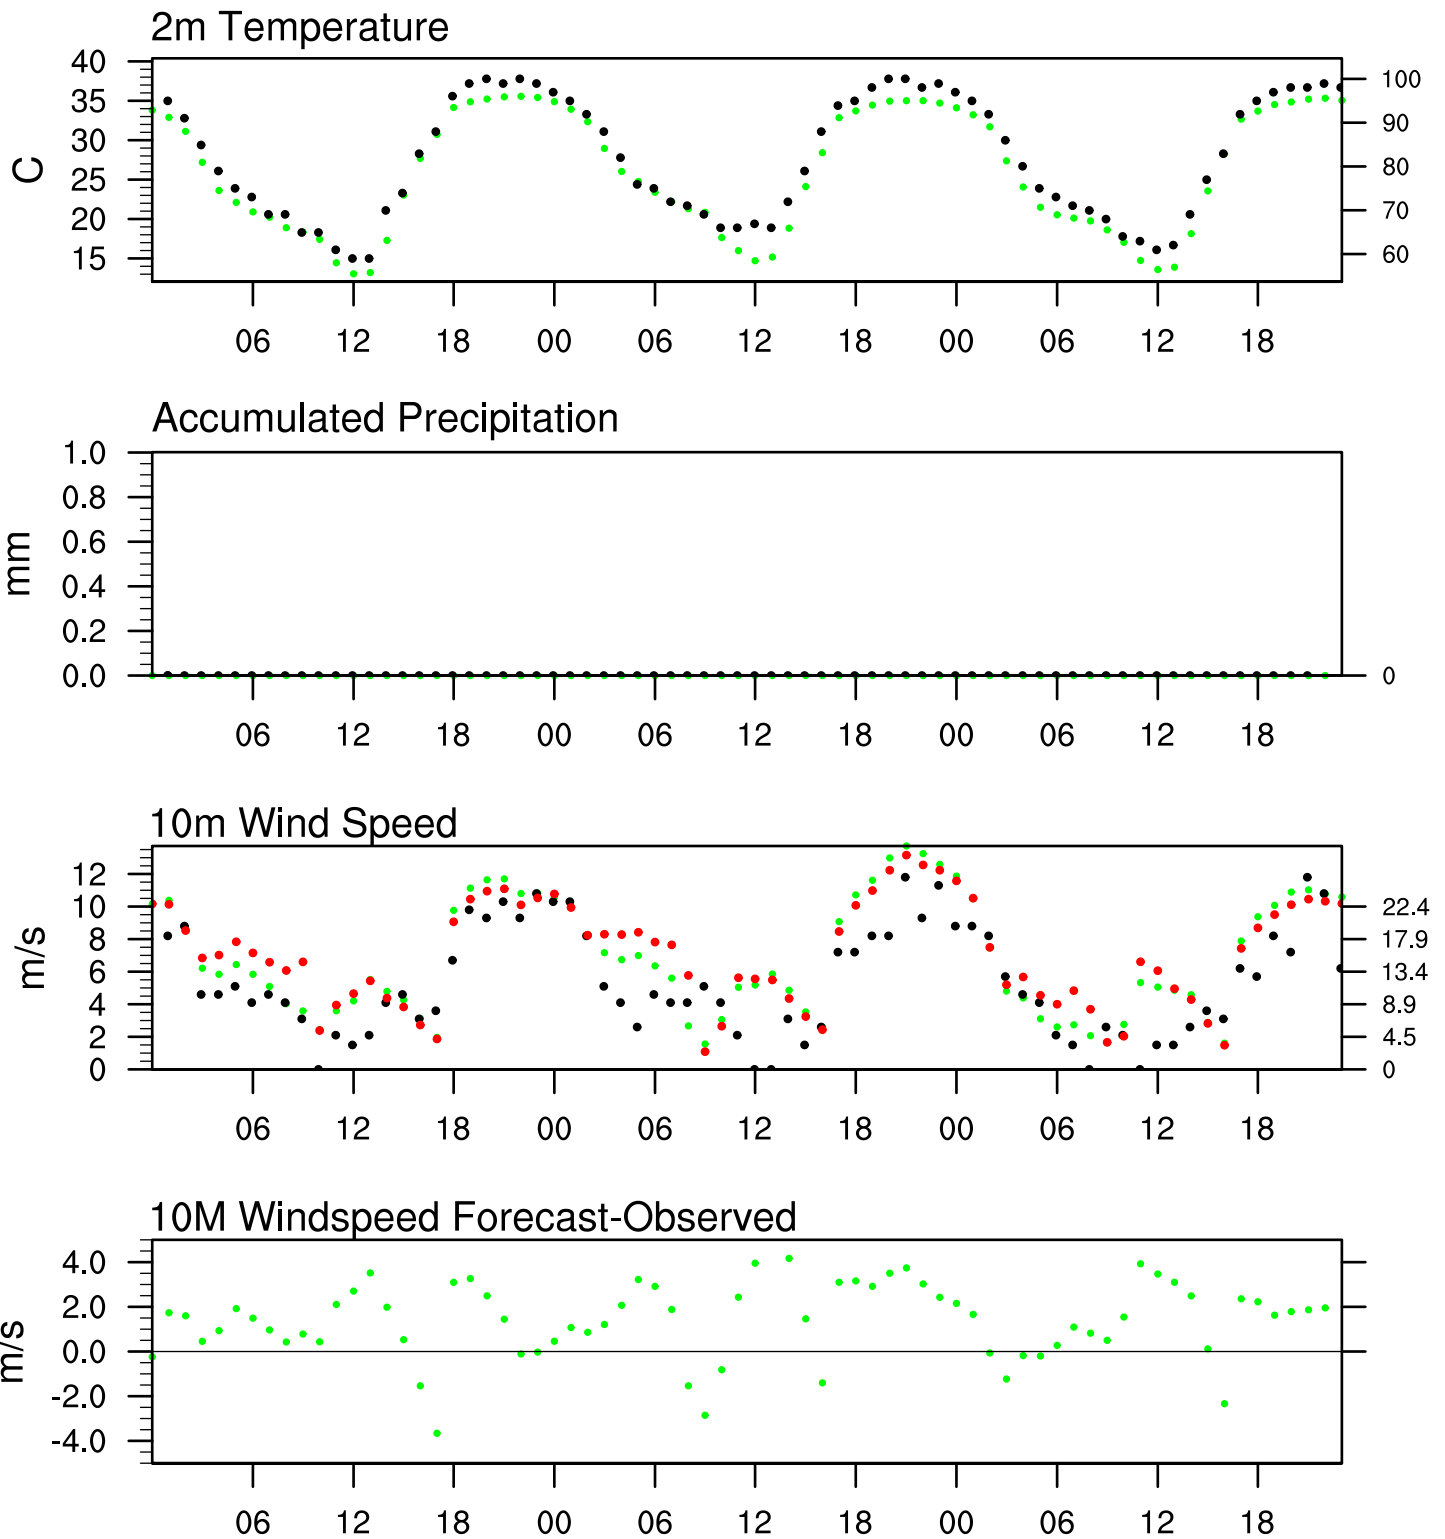 2m Temperature
40
35 100
30 90
C 25 80
20 70
15 60
06 12 18 00 06 12 18 00 06 12 18
Accumulated Precipitation
1.0
0.8
0.6
mm
0.4
0.2
0.0 0
06 12 18 00 06 12 18 00 06 12 18
10m Wind Speed
12
10 22.4
8 17.9
m/s 6 13.4
4 8.9
2 4.5
0 0
06 12 18 00 06 12 18 00 06 12 18
10M Windspeed Forecast-Observed
4.0
2.0
m/s 0.0
-2.0
-4.0
06 12 18 00 06 12 18 00 06 12 18